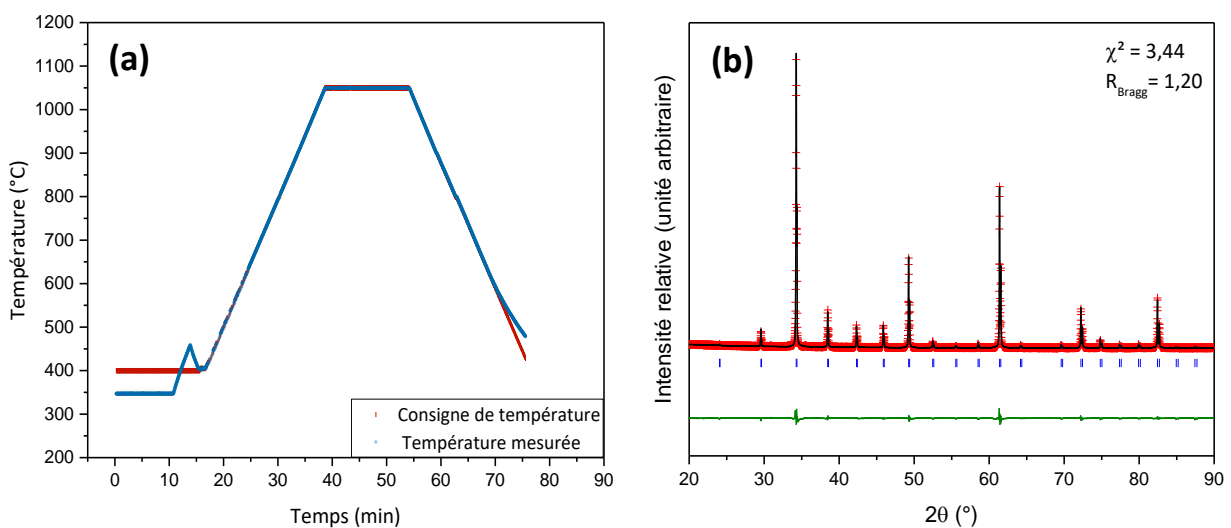 (a)
Température (°C)
1200
1100
1000
900
800
700
600
500
400
300
200
0
10
20
30
40
50
60
70
80
90
Temps (min)
Consigne de température
Température mesurée
(b)
χ² = 3,44
R_Bragg = 1,20
Intensité relative (unité arbitraire)
20
30
40
50
60
70
80
90
2θ (°)